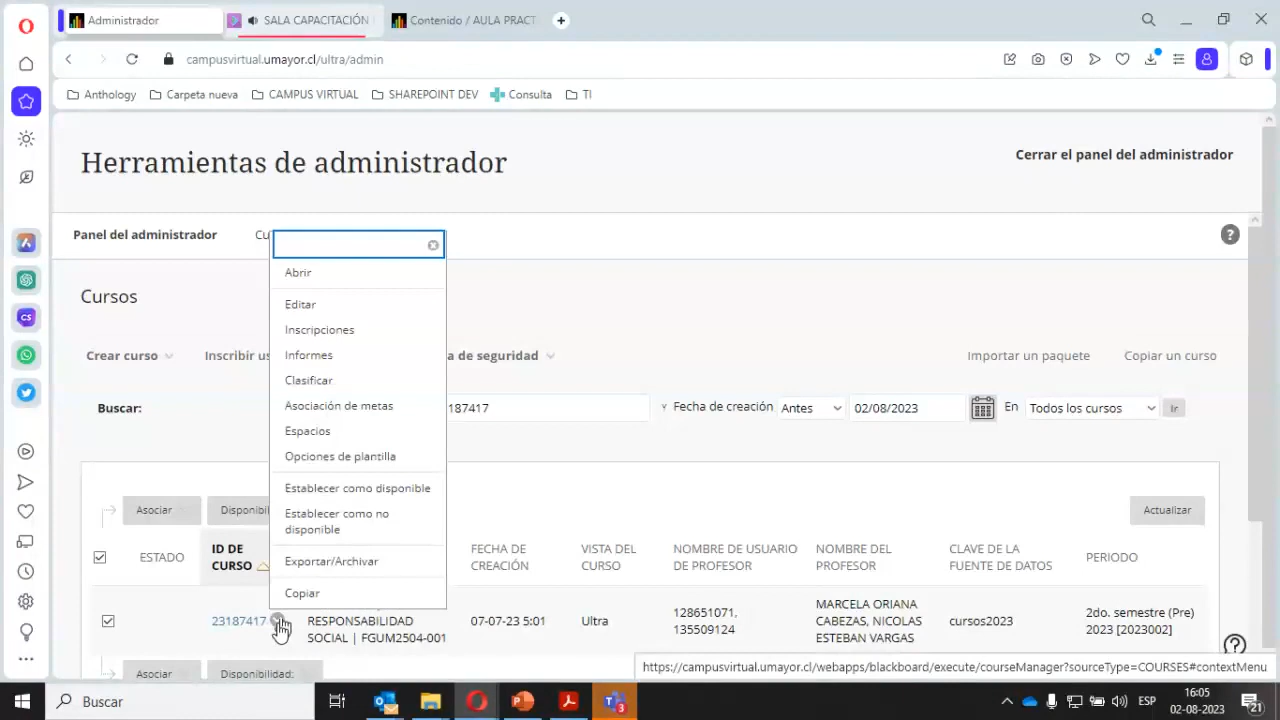 Administrador
SALA CAPACITACIÓN
Contenido / AULA PRACT
campusvirtual.umayor.cl/ultra/admin
Anthology
Carpeta nueva
CAMPUS VIRTUAL
SHAREPOINT DEV
Consulta
TI
Herramientas de administrador
Cerrar el panel del administrador
Panel del administrador
Cu
Cursos
Crear curso
Inscribir us
a de seguridad
Importar un paquete
Copiar un curso
Abrir
Editar
Inscripciones
Informes
Clasificar
Asociación de metas
Espacios
Opciones de plantilla
Establecer como disponible
Establecer como no
disponible
Exportar/Archivar
Copiar
Buscar:
187417
Y Fecha de creación
Antes
02/08/2023
En
Todos los cursos
Ir
Asociar
Disponibil
Actualizar
ESTADO
ID DE
CURSO
FECHA DE
CREACIÓN
VISTA DEL
CURSO
NOMBRE DE USUARIO
DE PROFESOR
NOMBRE DEL
PROFESOR
CLAVE DE LA
FUENTE DE DATOS
PERIODO
23187417
RESPONSABILIDAD
SOCIAL | FGUM2504-001
07-07-23 5:01
Ultra
128651071,
135509124
MARCELA ORIANA
CABEZAS, NICOLAS
ESTEBAN VARGAS
cursos2023
2do. semestre (Pre)
2023 [2023002]
Asociar
Disponibilidad:
https://campusvirtual.umayor.cl/webapps/blackboard/execute/courseManager?sourceType=COURSES#contextMenu
Buscar
3
ESP
16:05
02-08-2023
21